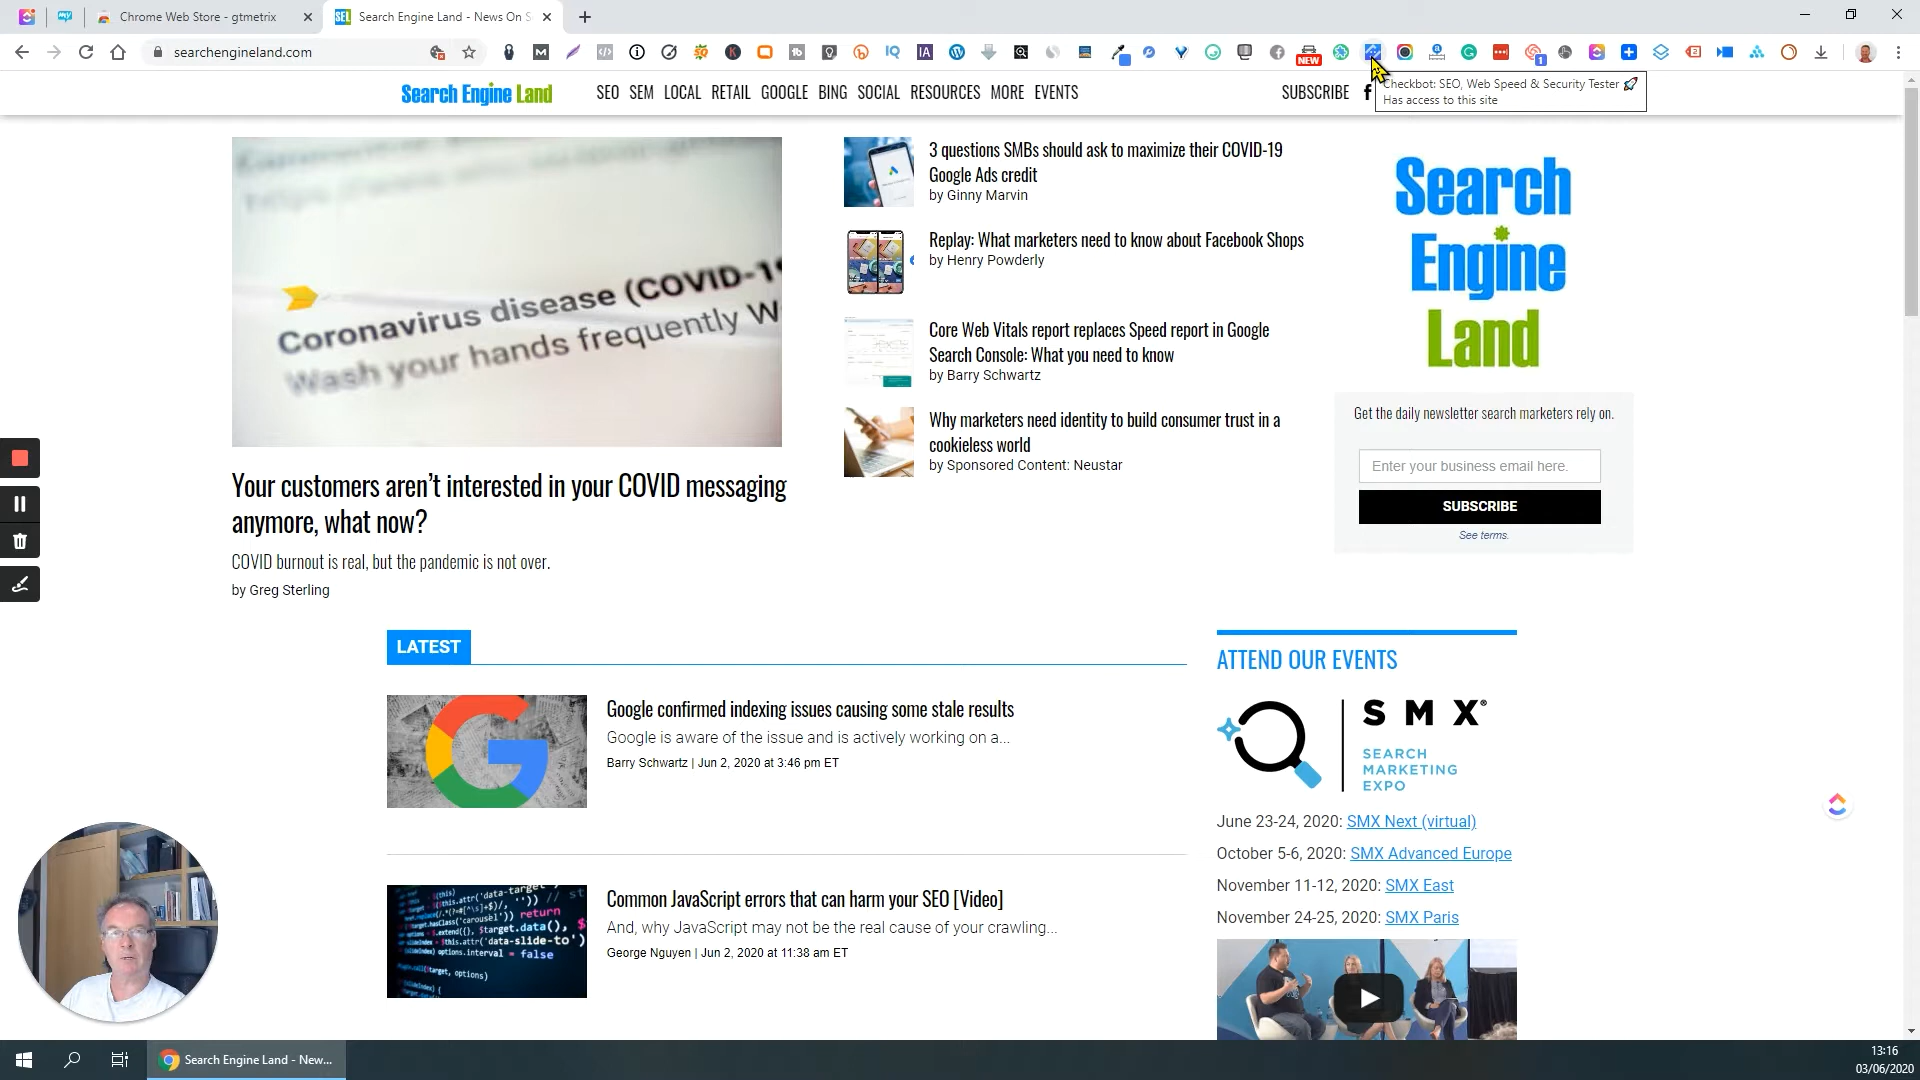 Chrome Web Store - gtmetrix
SEL
Search Engine Land - News On S
searchengineland.com
NEW
1
Checkbot: SEO, Web Speed & Security Tester 🚀
Has access to this site
Search Engine Land
SEO SEM LOCAL RETAIL GOOGLE BING SOCIAL RESOURCES MORE EVENTS
SUBSCRIBE
Coronavirus disease (COVID-19
Wash your hands frequently W
Your customers aren’t interested in your COVID messaging
anymore, what now?
COVID burnout is real, but the pandemic is not over.
by Greg Sterling
3 questions SMBs should ask to maximize their COVID-19
Google Ads credit
by Ginny Marvin
Replay: What marketers need to know about Facebook Shops
by Henry Powderly
Core Web Vitals report replaces Speed report in Google
Search Console: What you need to know
by Barry Schwartz
Why marketers need identity to build consumer trust in a
cookieless world
by Sponsored Content: Neustar
Search
Engine
Land
Get the daily newsletter search marketers rely on.
Enter your business email here.
SUBSCRIBE
See terms.
LATEST
Google confirmed indexing issues causing some stale results
Google is aware of the issue and is actively working on a...
Barry Schwartz | Jun 2, 2020 at 3:46 pm ET
Common JavaScript errors that can harm your SEO [Video]
And, why JavaScript may not be the real cause of your crawling...
George Nguyen | Jun 2, 2020 at 11:38 am ET
ATTEND OUR EVENTS
SMX®
SEARCH
MARKETING
EXPO
June 23-24, 2020: SMX Next (virtual)
October 5-6, 2020: SMX Advanced Europe
November 11-12, 2020: SMX East
November 24-25, 2020: SMX Paris
Search Engine Land - New...
13:16
03/06/2020